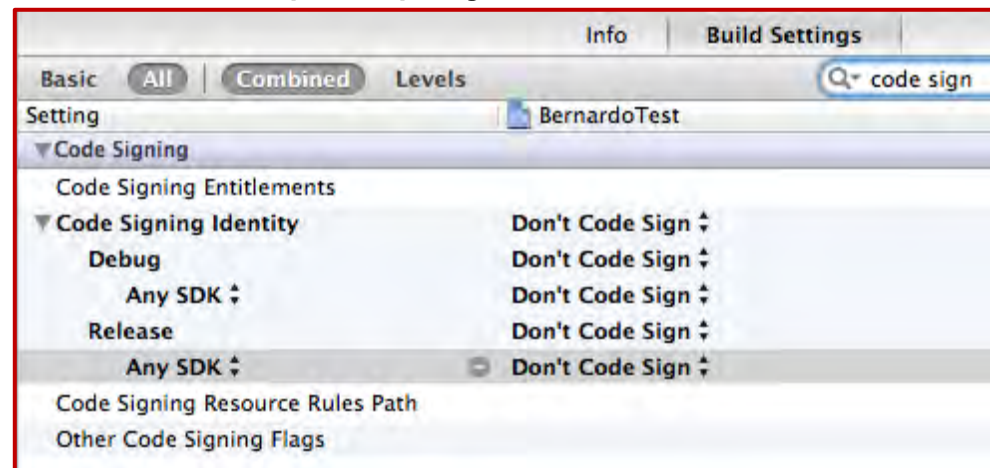 Info Build Settings
Basic All Combined Levels code sign
Setting BernardoTest
Code Signing
Code Signing Entitlements
Code Signing Identity Don't Code Sign
Debug Don't Code Sign
Any SDK Don't Code Sign
Release Don't Code Sign
Any SDK Don't Code Sign
Code Signing Resource Rules Path
Other Code Signing Flags